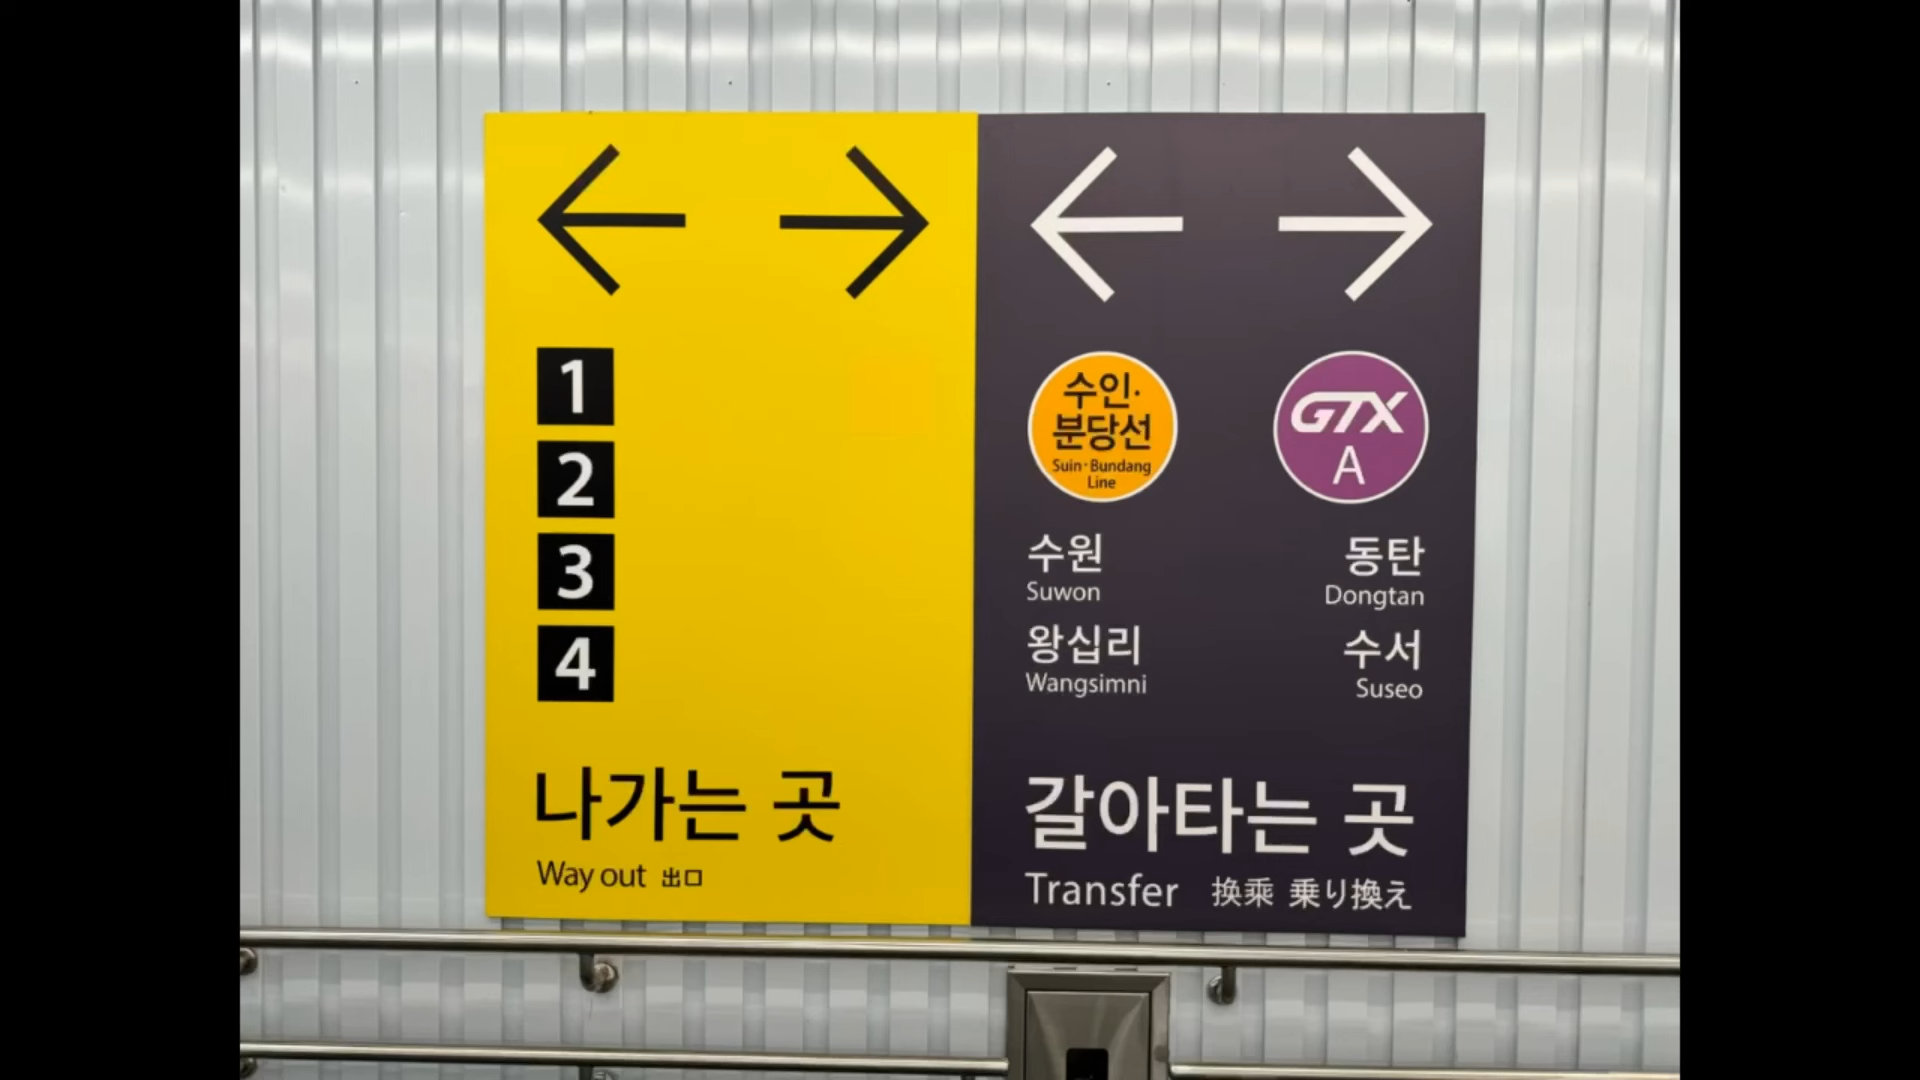 1
2
3
4
나가는 곳
Way out 出口
수인·
분당선
Suin·Bundang
Line
수원
Suwon
왕십리
Wangsimni
GTX
A
동탄
Dongtan
수서
Suseo
갈아타는 곳
Transfer 换乘 乗り換え